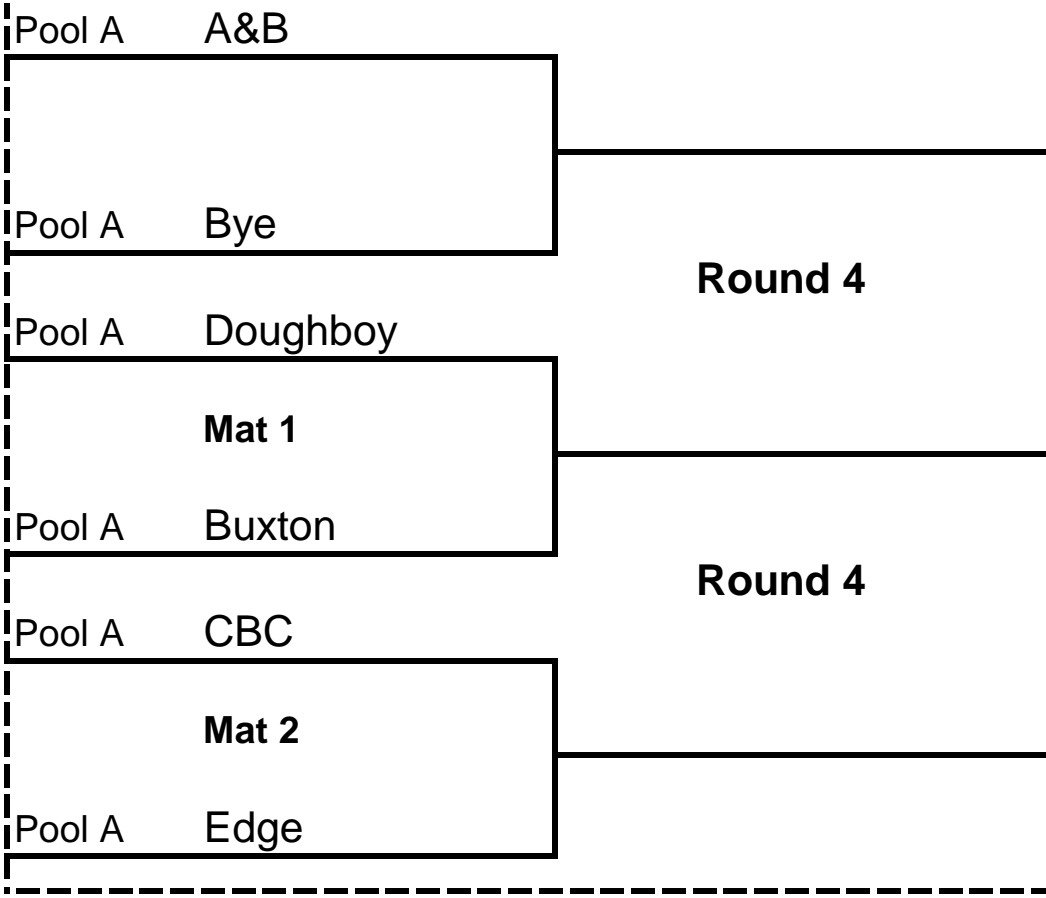 Pool A A&B
Pool A Bye
Round 4
Pool A Doughboy
Mat 1
Pool A Buxton
Round 4
Pool A CBC
Mat 2
Pool A Edge